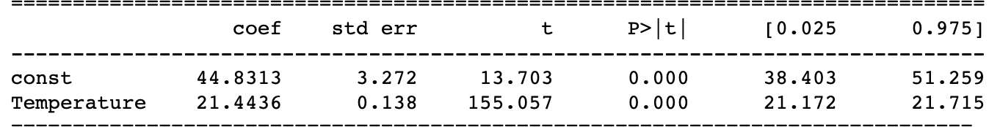 ==============================================================================
                 coef    std err          t      P>|t|      [0.025      0.975]
------------------------------------------------------------------------------
const         44.8313      3.272     13.703      0.000      38.403      51.259
Temperature   21.4436      0.138    155.057      0.000      21.172      21.715
------------------------------------------------------------------------------